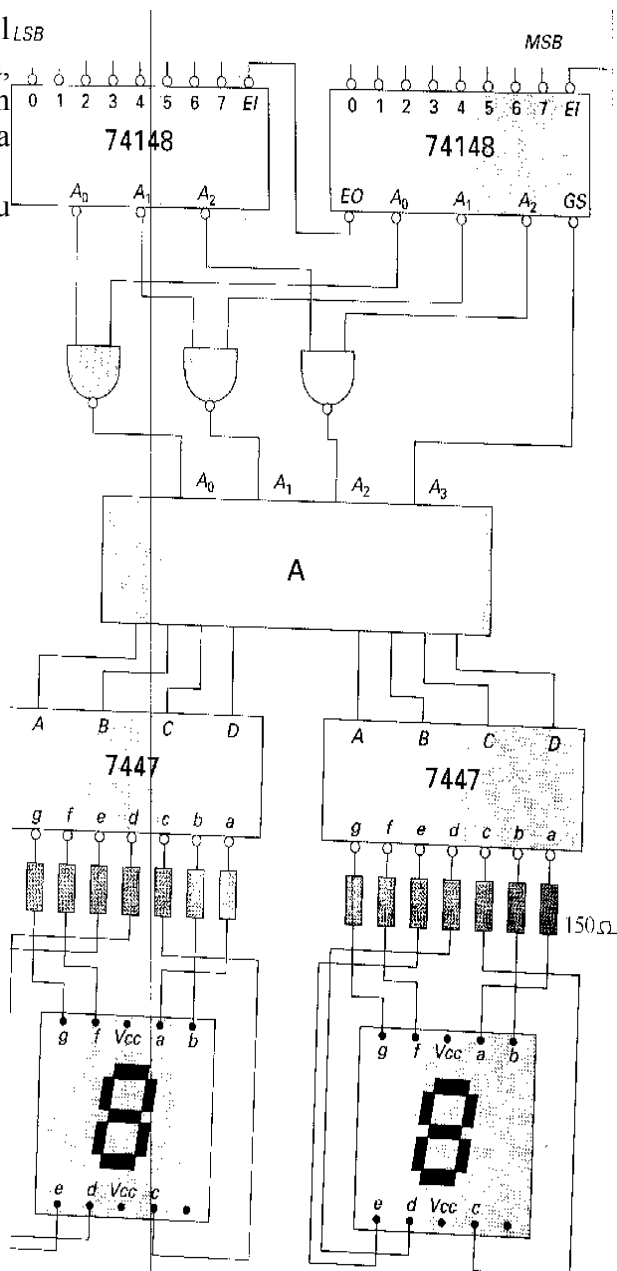 l LSB MSB
,
0 1 2 3 4 5 6 7 EI 0 1 2 3 4 5 6 7 EI
n
74148 74148
a
A0 A1 A2 EO A0 A1 A2 GS
u
A0 A1 A2 A3
A
A B C D A B C D
7447 7447
g f e d c b a g f e d c b a
150Ω
g f Vcc a b g f Vcc a b
8 8
e d Vcc c e d Vcc c